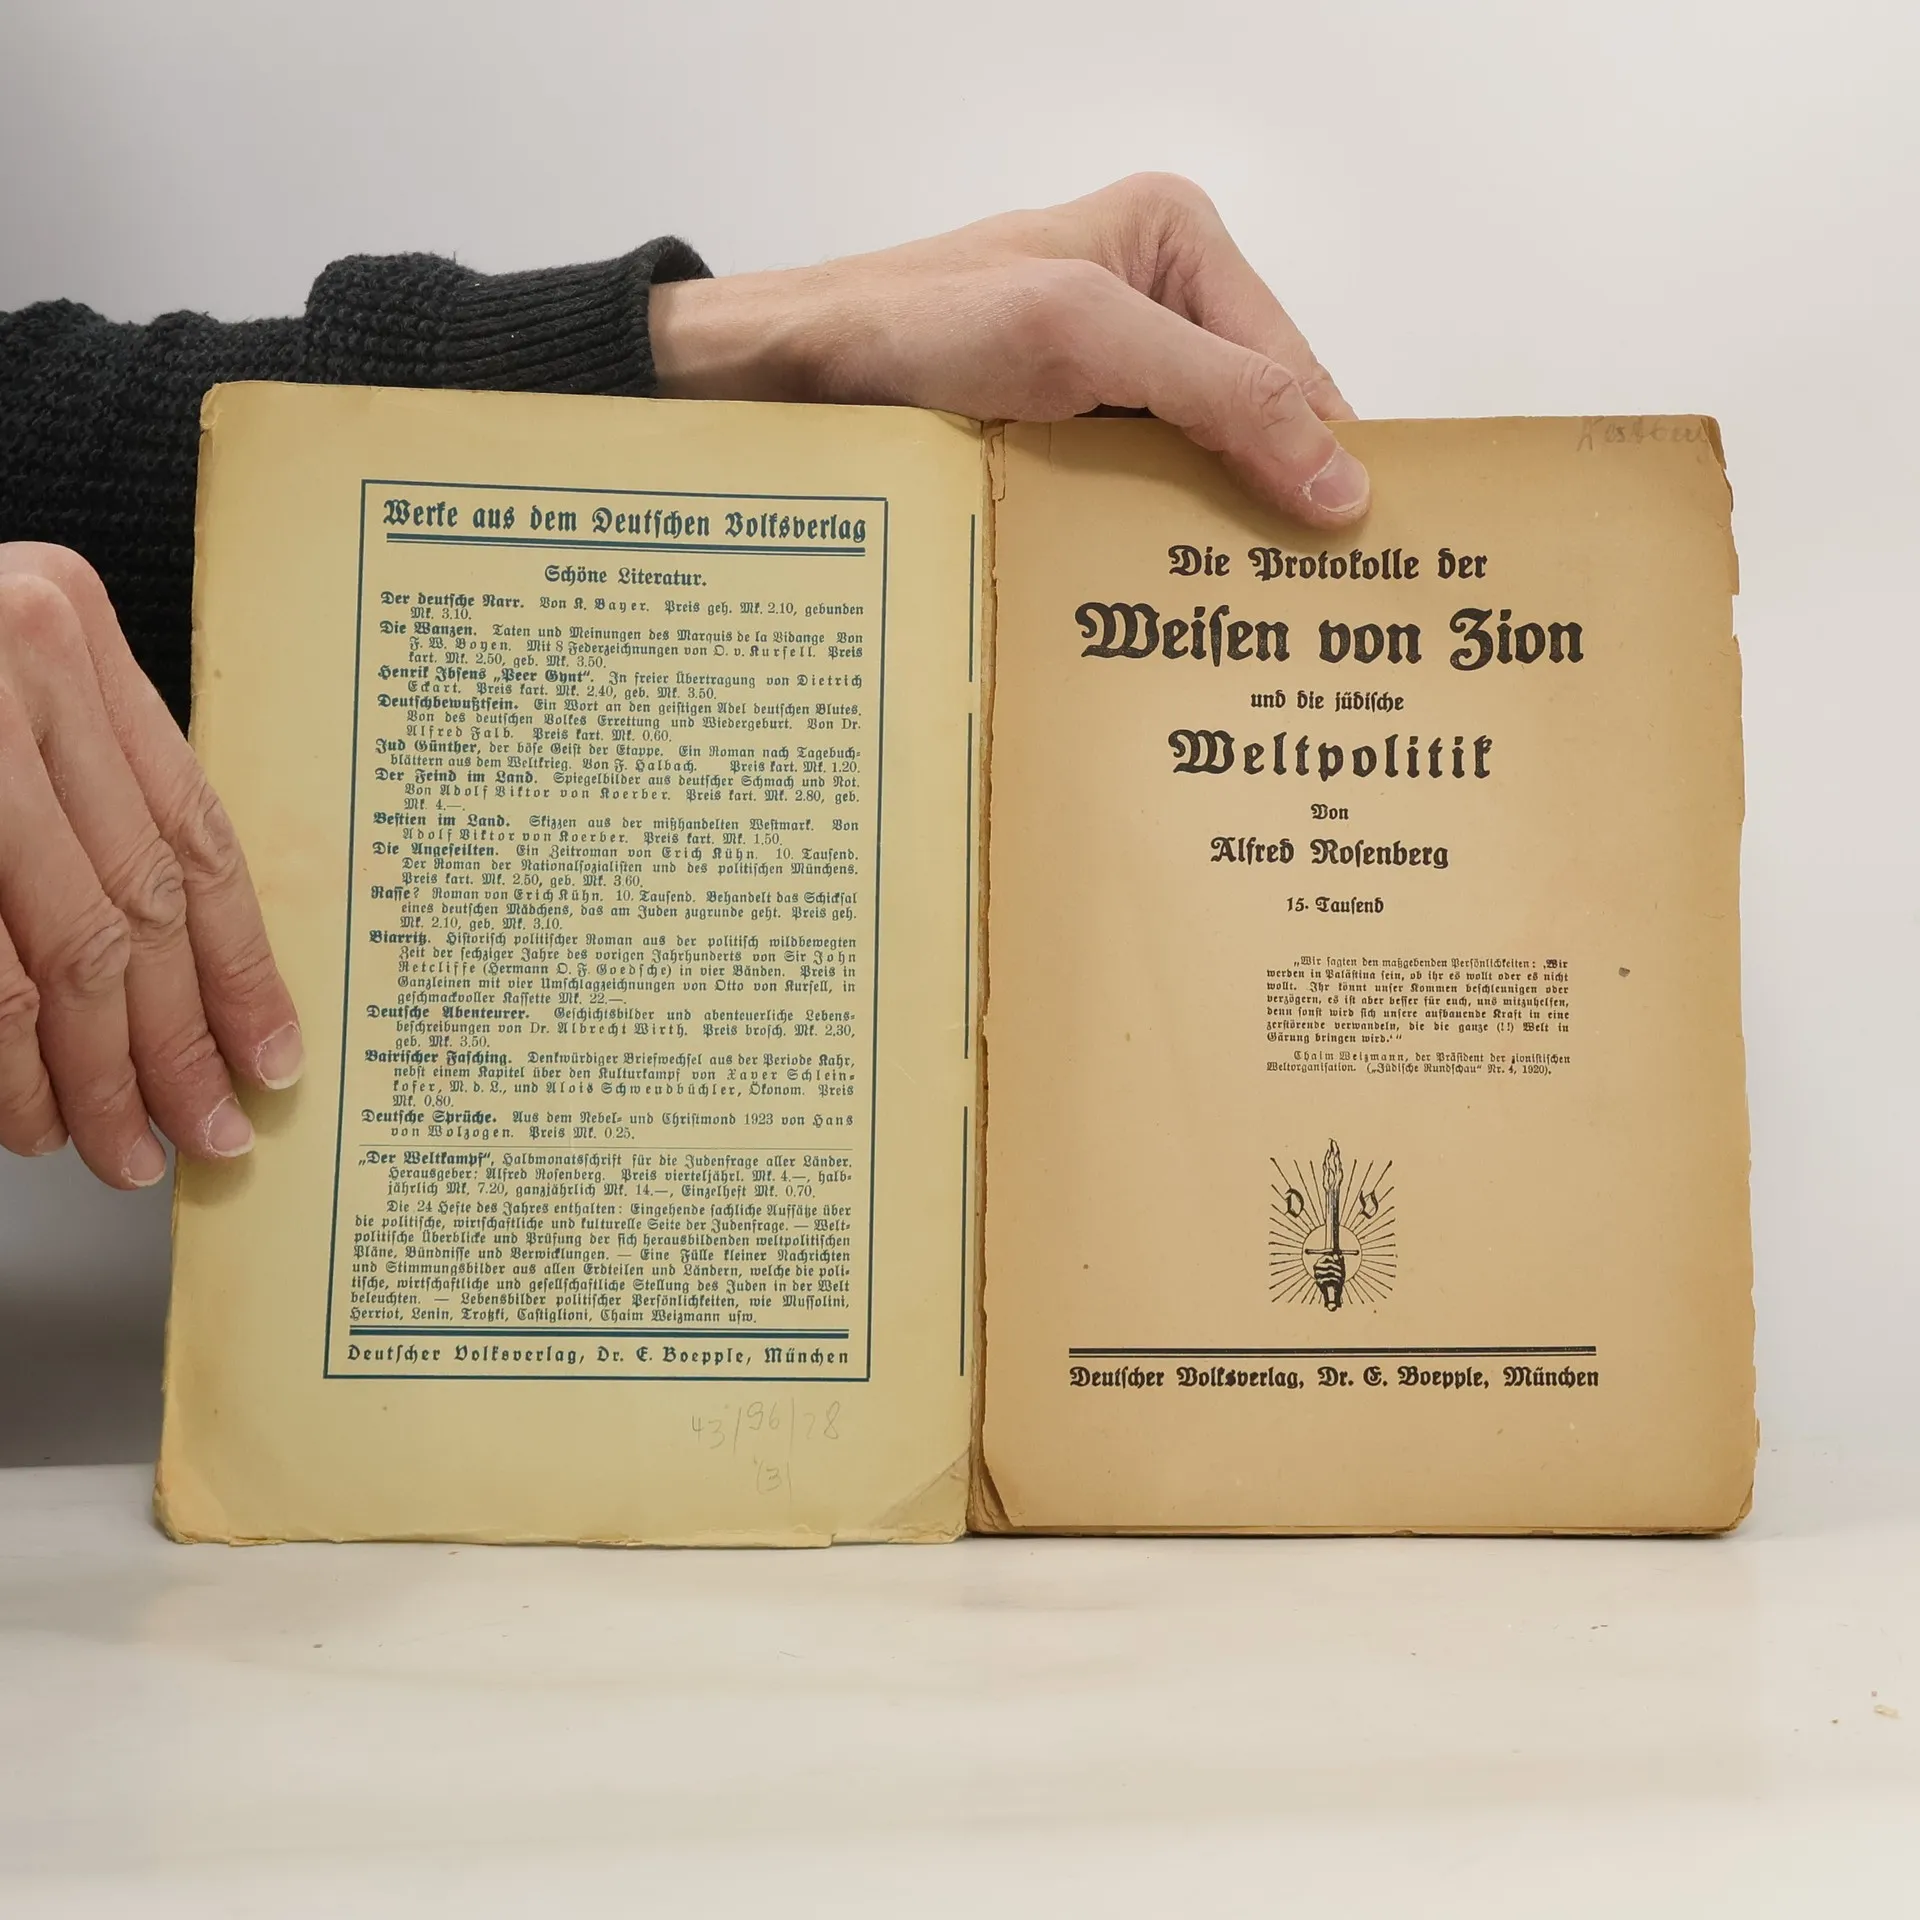 Werke aus dem Deutschen Volksverlag
Schöne Literatur.
Der deutsche Narr. Von K. Bayer. Preis geh. Mk. 2.10, gebunden
Mk. 3.10.
Die Wanzen. Taten und Meinungen des Marquis de la Vidange Von
F. W. Boyen. Mit 8 Federzeichnungen von O. v. Kursell. Preis
kart. Mk. 2.50, geb. Mk. 3.50.
Henrik Ibsens „Peer Gynt“. In freier Übertragung von Dietrich
Eckart. Preis kart. Mk. 2.40, geb. Mk. 3.50.
Deutschbewußtsein. Ein Wort an den geistigen Adel deutschen Blutes.
Von des deutschen Volkes Errettung und Wiedergeburt. Von Dr.
Alfred Falb. Preis kart. Mk. 0.60.
Jud Günther, der böse Geist der Etappe. Ein Roman nach Tagebuch-
blättern aus dem Weltkrieg. Von F. Halbach. Preis kart. Mk. 1.20.
Der Feind im Land. Spiegelbilder aus deutscher Schmach und Not.
Von Adolf Viktor von Koerber. Preis kart. Mk. 2.80, geb.
Mk. 4.—.
Bestien im Land. Skizzen aus der mißhandelten Westmark. Von
Adolf Viktor von Koerber. Preis kart. Mk. 1.50.
Die Angeseilten. Ein Zeitroman von Erich Kühn. 10. Tausend.
Der Roman der Nationalsozialisten und des politischen Münchens.
Preis kart. Mk. 2.50, geb. Mk. 3.60.
Rasse? Roman von Erich Kühn. 10. Tausend. Behandelt das Schicksal
eines deutschen Mädchens, das am Juden zugrunde geht. Preis geh.
Mk. 2.10, geb. Mk. 3.10.
Biarritz. Historisch politischer Roman aus der politisch wildbewegten
Zeit der sechziger Jahre des vorigen Jahrhunderts von Sir John
Retcliffe (Hermann O. F. Goedsche) in vier Bänden. Preis in
Ganzleinen mit vier Umschlagzeichnungen von Otto von Kursell, in
geschmackvoller Kassette Mk. 22.—.
Deutsche Abenteurer. Geschichtsbilder und abenteuerliche Lebens-
beschreibungen von Dr. Albrecht Wirth. Preis brosch. Mk. 2.30,
geb. Mk. 3.50.
Bairischer Fasching. Denkwürdiger Briefwechsel aus der Periode Kahr,
nebst einem Kapitel über den Kulturkampf von Xaver Schlein-
kofer, M. d. L., und Alois Schwendbüchler, Ökonom. Preis
Mk. 0.80.
Deutsche Sprüche. Aus dem Nebel- und Christmond 1923 von Hans
von Wolzogen. Preis Mk. 0.25.
„Der Weltkampf“, Halbmonatsschrift für die Judenfrage aller Länder.
Herausgeber: Alfred Rosenberg. Preis vierteljährl. Mk. 4.—, halb-
jährlich Mk. 7.20, ganzjährlich Mk. 14.—, Einzelheft Mk. 0.70.
Die 24 Hefte des Jahres enthalten: Eingehende sachliche Aufsätze über
die politische, wirtschaftliche und kulturelle Seite der Judenfrage. — Welt-
politische Überblicke und Prüfung der sich herausbildenden weltpolitischen
Pläne, Bündnisse und Verwicklungen. — Eine Fülle kleiner Nachrichten
und Stimmungsbilder aus allen Erdteilen und Ländern, welche die poli-
tische, wirtschaftliche und gesellschaftliche Stellung des Juden in der Welt
beleuchten. — Lebensbilder politischer Persönlichkeiten, wie Mussolini,
Herriot, Lenin, Trotzki, Castiglioni, Chaim Weizmann usw.
Deutscher Volksverlag, Dr. E. Boepple, München
43/96/28
(3)
Die Protokolle der
Weisen von Zion
und die jüdische
Weltpolitik
Von
Alfred Rosenberg
15. Tausend
„Wir sagten den maßgebenden Persönlichkeiten: ‚Wir
werden in Palästina sein, ob ihr es wollt oder es nicht
wollt. Ihr könnt unser Kommen beschleunigen oder
verzögern, es ist aber besser für euch, uns mitzuhelfen,
denn sonst wird sich unsere aufbauende Kraft in eine
zerstörende verwandeln, die die ganze (!!) Welt in
Gärung bringen wird.‘“
Chaim Weizmann, der Präsident der zionistischen
Weltorganisation. („Jüdische Rundschau“ Nr. 4, 1920).
D V
Deutscher Volksverlag, Dr. E. Boepple, München